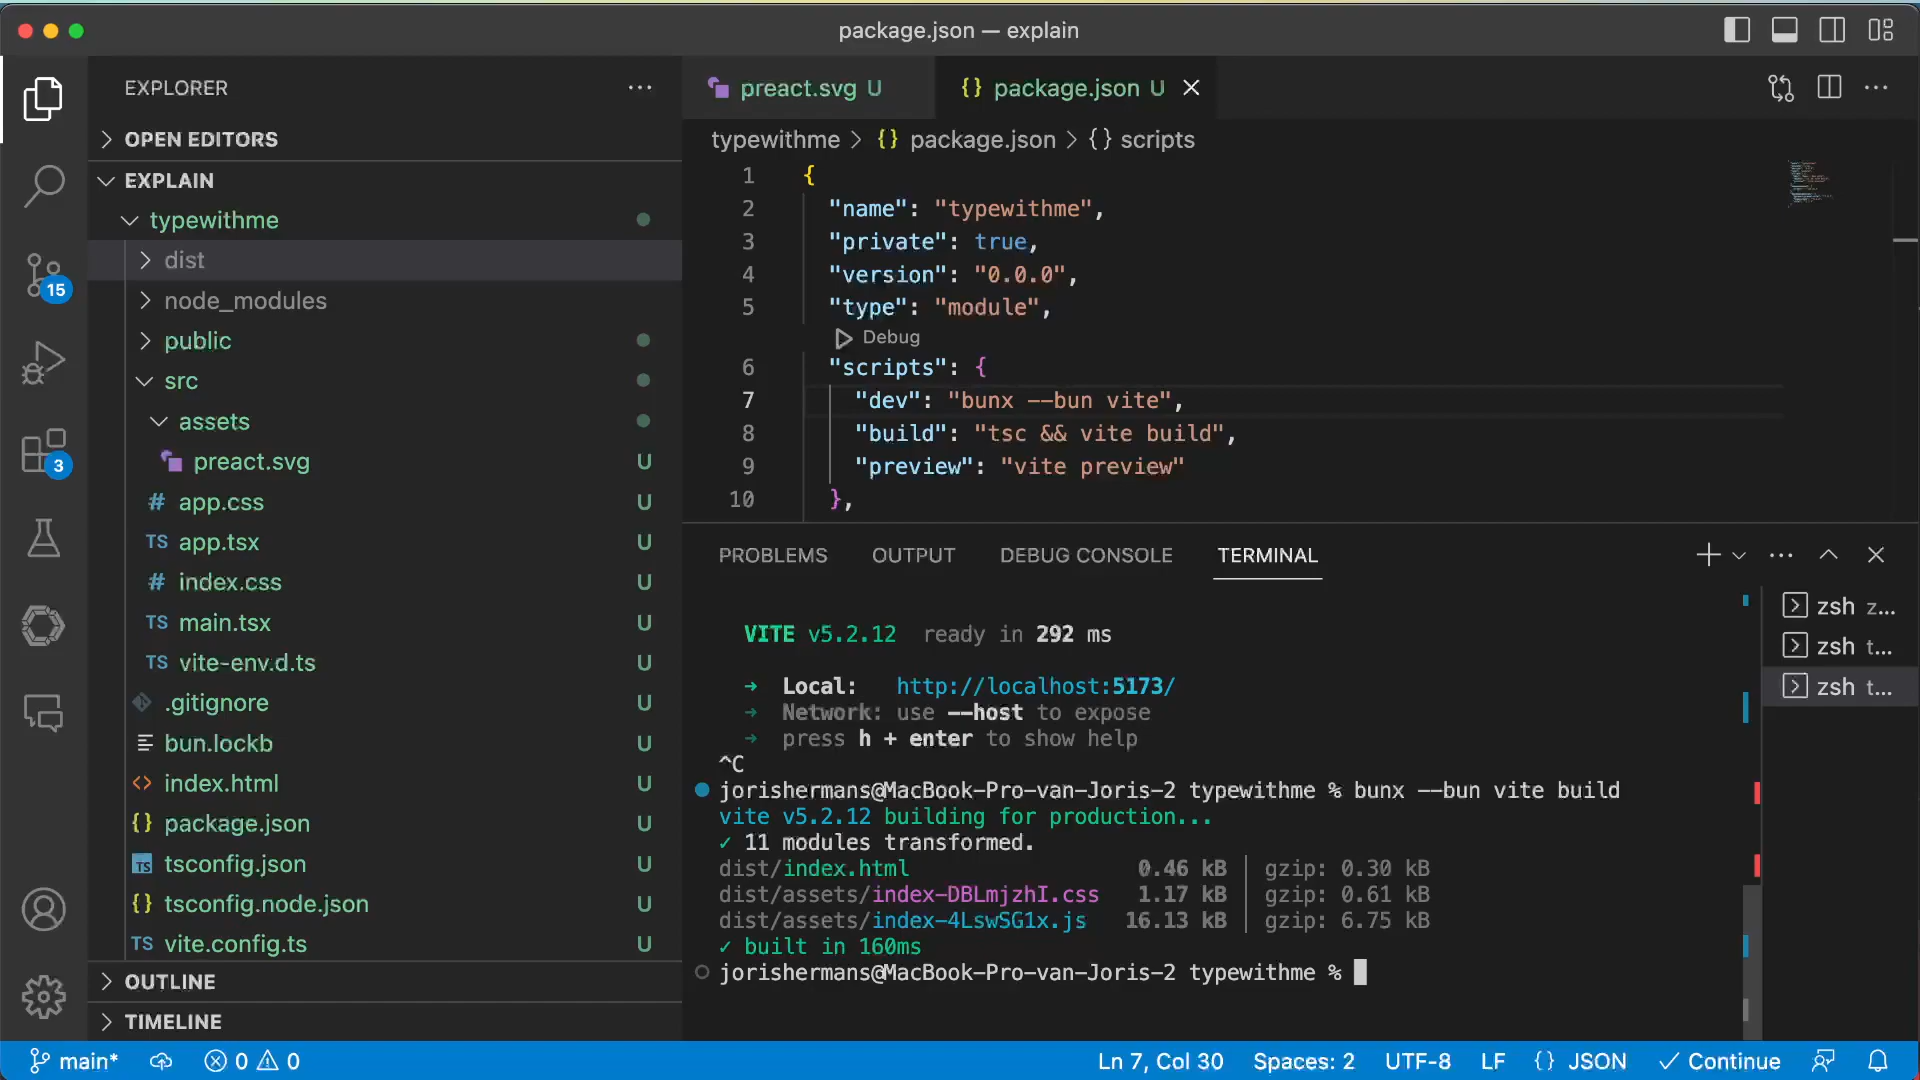 package.json — explain
EXPLORER
OPEN EDITORS
EXPLAIN
typewithme
dist
node_modules
public
src
assets
preact.svg U
app.css U
app.tsx U
index.css U
main.tsx U
vite-env.d.ts U
.gitignore U
bun.lockb U
index.html U
package.json U
tsconfig.json U
tsconfig.node.json U
vite.config.ts U
OUTLINE
TIMELINE
15
3
preact.svg U
package.json U
typewithme > {} package.json > {} scripts
1 {
2 "name": "typewithme",
3 "private": true,
4 "version": "0.0.0",
5 "type": "module",
Debug
6 "scripts": {
7 "dev": "bunx --bun vite",
8 "build": "tsc && vite build",
9 "preview": "vite preview"
10 },
PROBLEMS OUTPUT DEBUG CONSOLE TERMINAL
VITE v5.2.12 ready in 292 ms
➜ Local: http://localhost:5173/
➜ Network: use --host to expose
➜ press h + enter to show help
^C
jorishermans@MacBook-Pro-van-Joris-2 typewithme % bunx --bun vite build
vite v5.2.12 building for production...
✓ 11 modules transformed.
dist/index.html 0.46 kB │ gzip: 0.30 kB
dist/assets/index-DBLmjzhI.css 1.17 kB │ gzip: 0.61 kB
dist/assets/index-4LswSG1x.js 16.13 kB │ gzip: 6.75 kB
✓ built in 160ms
jorishermans@MacBook-Pro-van-Joris-2 typewithme %
zsh z...
zsh t...
zsh t...
main* 0 0 Ln 7, Col 30 Spaces: 2 UTF-8 LF {} JSON ✓ Continue